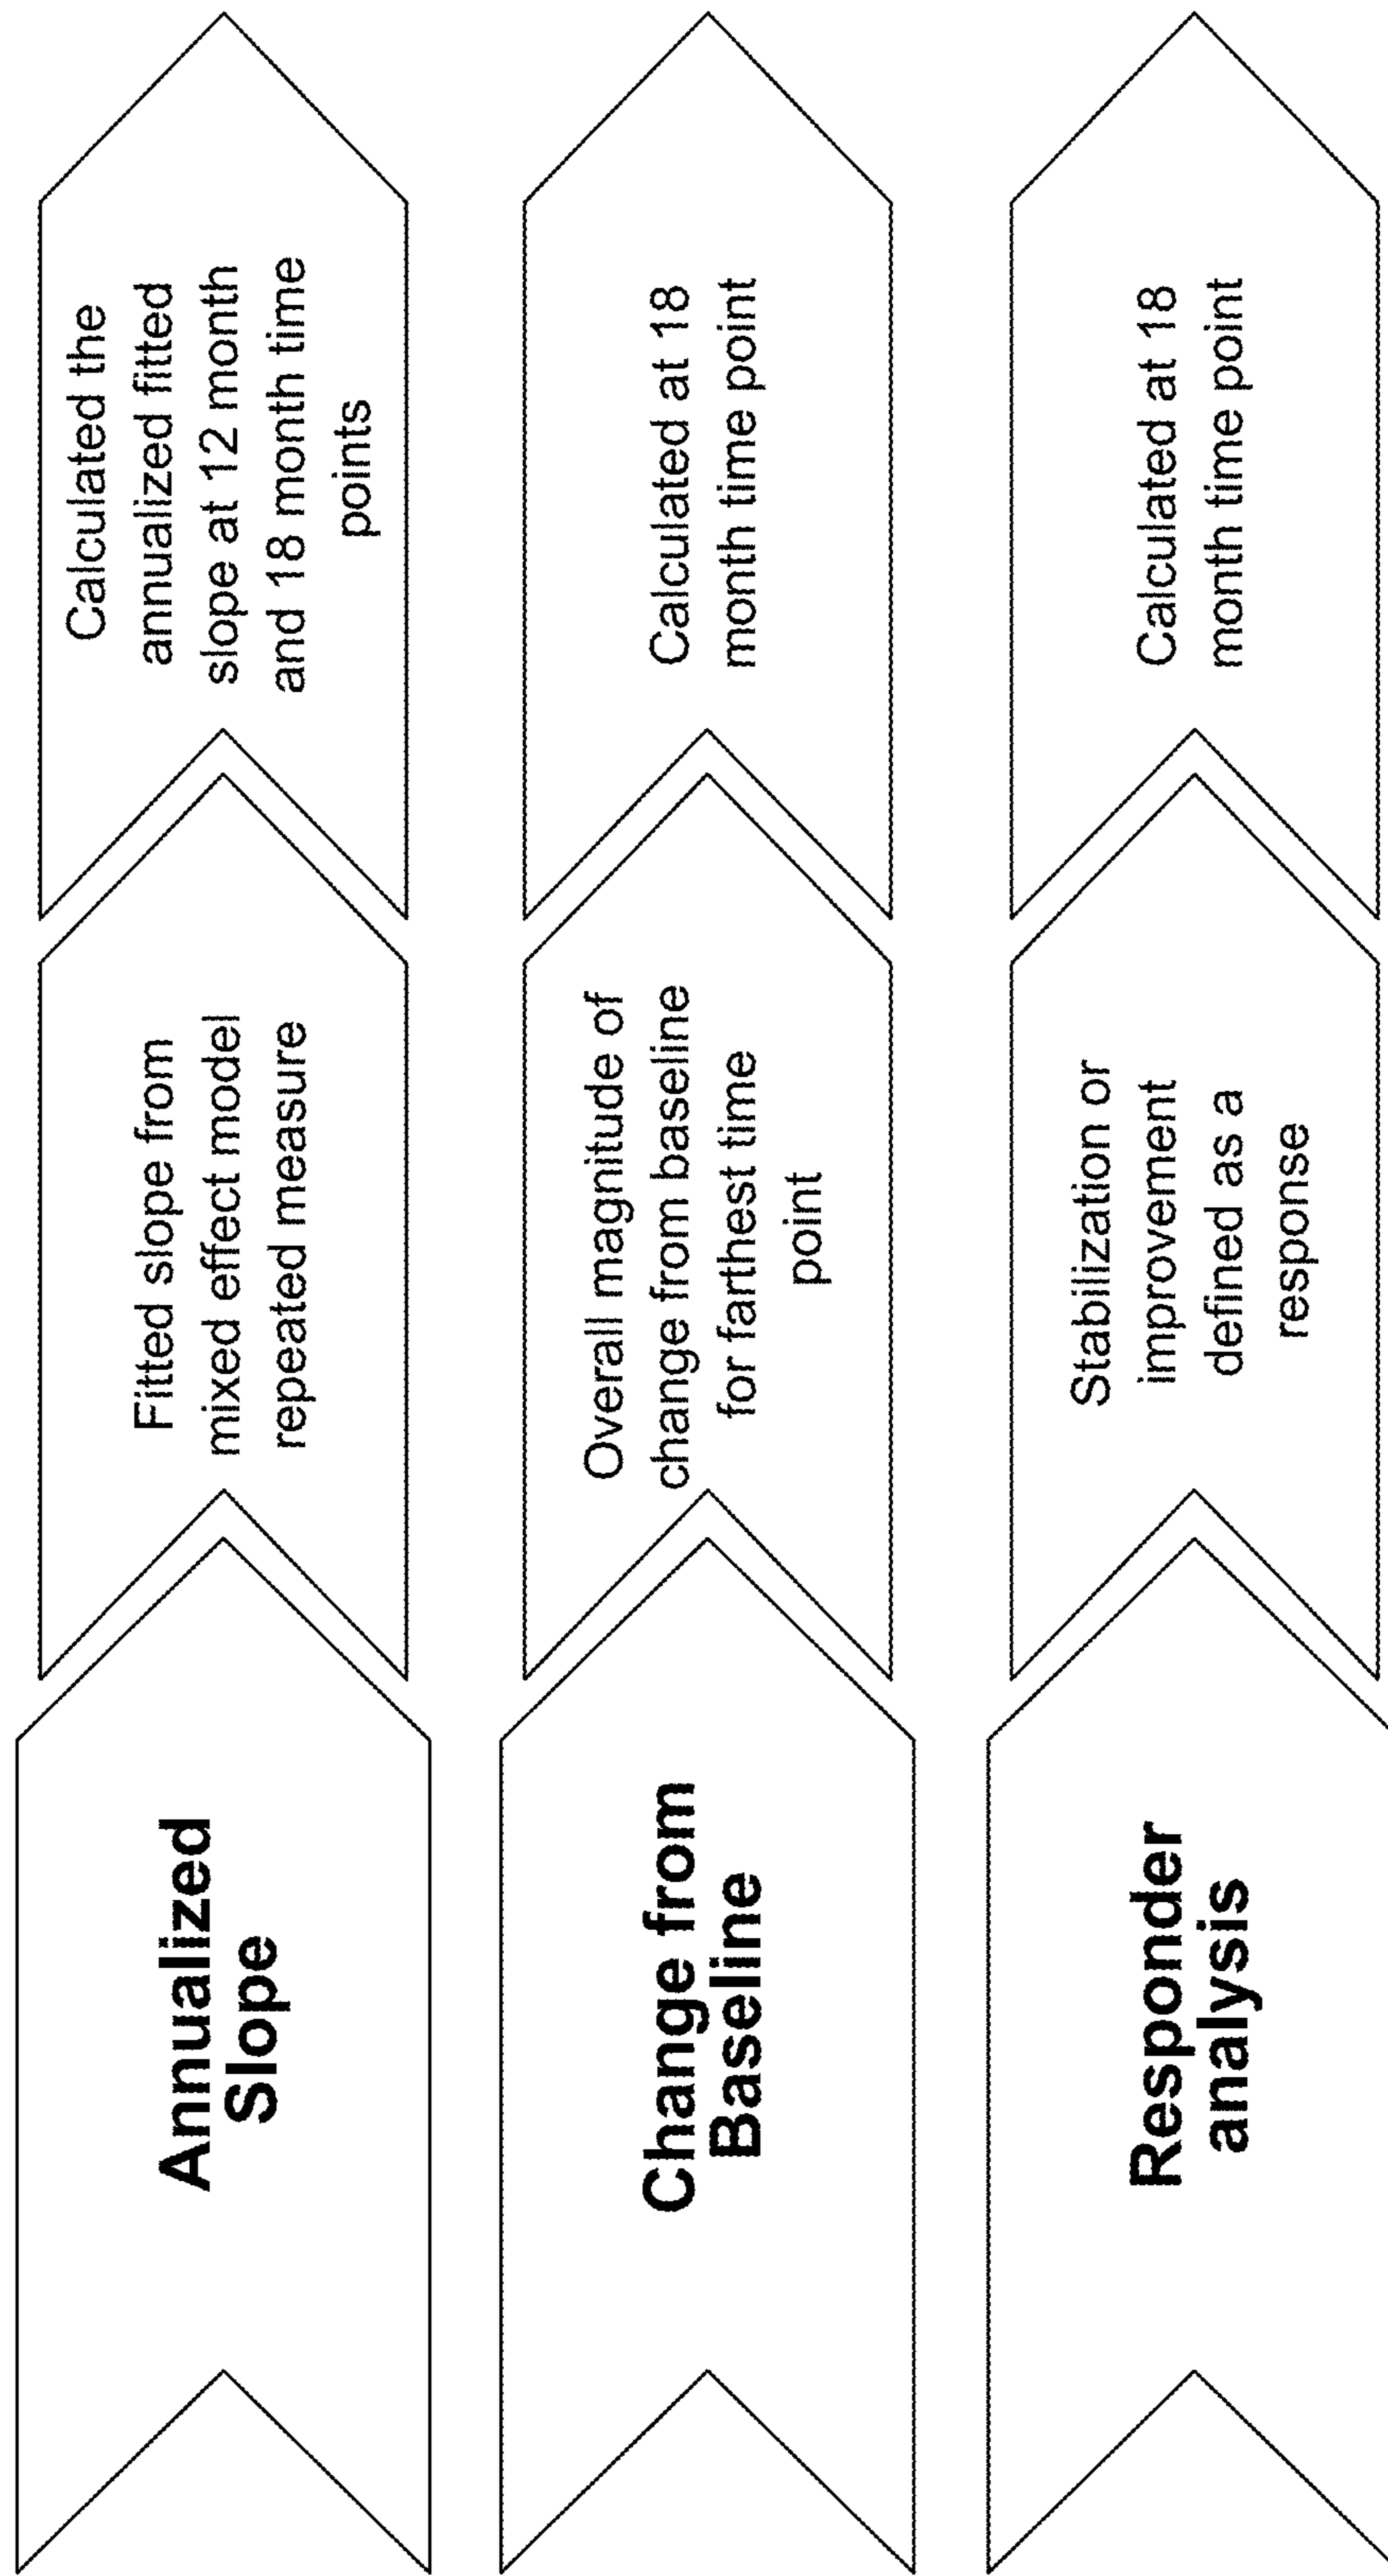 Annualized
Slope
Fitted slope from
mixed effect model
repeated measure
Calculated the
annualized fitted
slope at 12 month
and 18 month time
points
Change from
Baseline
Overall magnitude of
change from baseline
for farthest time
point
Calculated at 18
month time point
Responder
analysis
Stabilization or
improvement
defined as a
response
Calculated at 18
month time point